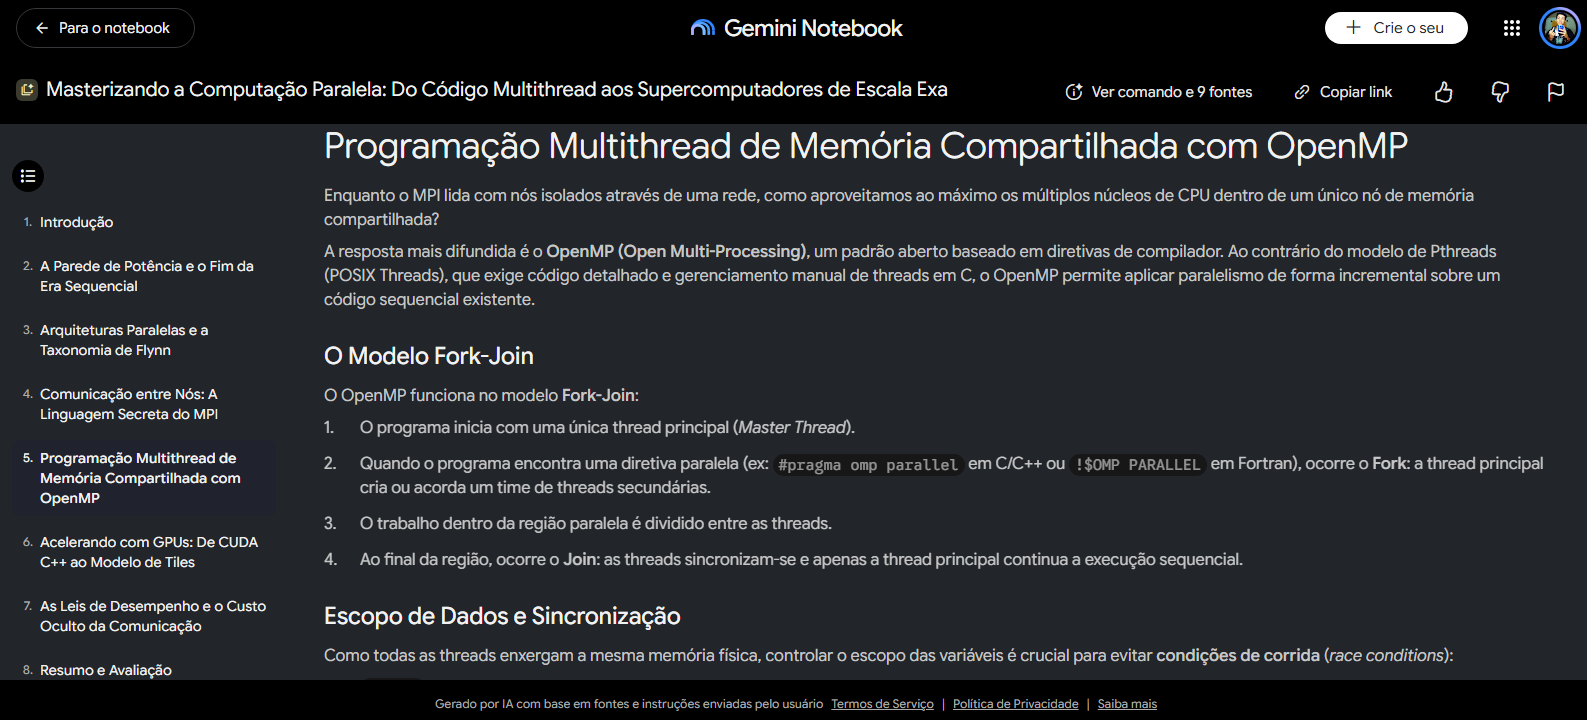 Para o notebook
Gemini Notebook
Crie o seu
Masterizando a Computação Paralela: Do Código Multithread aos Supercomputadores de Escala Exa
Ver comando e 9 fontes
Copiar link
1. Introdução
2. A Parede de Potência e o Fim da
Era Sequencial
3. Arquiteturas Paralelas e a
Taxonomia de Flynn
4. Comunicação entre Nós: A
Linguagem Secreta do MPI
5. Programação Multithread de
Memória Compartilhada com
OpenMP
6. Acelerando com GPUs: De CUDA
C++ ao Modelo de Tiles
7. As Leis de Desempenho e o Custo
Oculto da Comunicação
8. Resumo e Avaliação
Programação Multithread de Memória Compartilhada com OpenMP
Enquanto o MPI lida com nós isolados através de uma rede, como aproveitamos ao máximo os múltiplos núcleos de CPU dentro de um único nó de memória
compartilhada?
A resposta mais difundida é o OpenMP (Open Multi-Processing), um padrão aberto baseado em diretivas de compilador. Ao contrário do modelo de Pthreads
(POSIX Threads), que exige código detalhado e gerenciamento manual de threads em C, o OpenMP permite aplicar paralelismo de forma incremental sobre um
código sequencial existente.
O Modelo Fork-Join
O OpenMP funciona no modelo Fork-Join:
1. O programa inicia com uma única thread principal (Master Thread).
2. Quando o programa encontra uma diretiva paralela (ex: #pragma omp parallel em C/C++ ou !$OMP PARALLEL em Fortran), ocorre o Fork: a thread principal
cria ou acorda um time de threads secundárias.
3. O trabalho dentro da região paralela é dividido entre as threads.
4. Ao final da região, ocorre o Join: as threads sincronizam-se e apenas a thread principal continua a execução sequencial.
Escopo de Dados e Sincronização
Como todas as threads enxergam a mesma memória física, controlar o escopo das variáveis é crucial para evitar condições de corrida (race conditions):
Gerado por IA com base em fontes e instruções enviadas pelo usuário Termos de Serviço | Política de Privacidade | Saiba mais